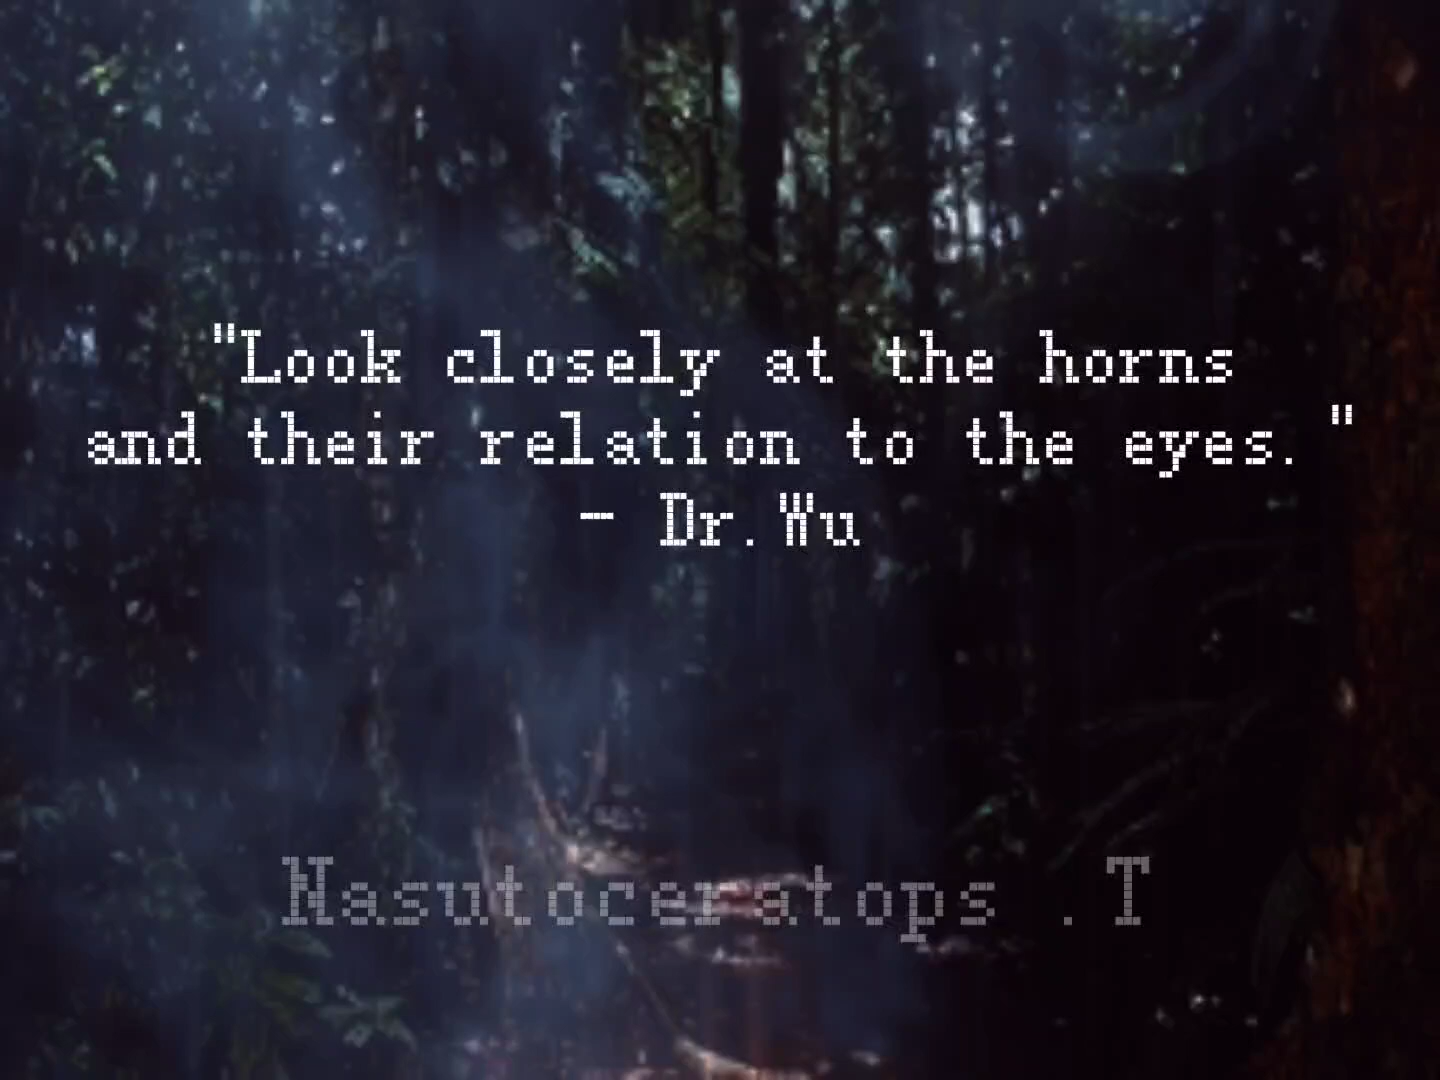 "Look closely at the horns
and their relation to the eyes."
- Dr.Wu
Nasutoceratops .T